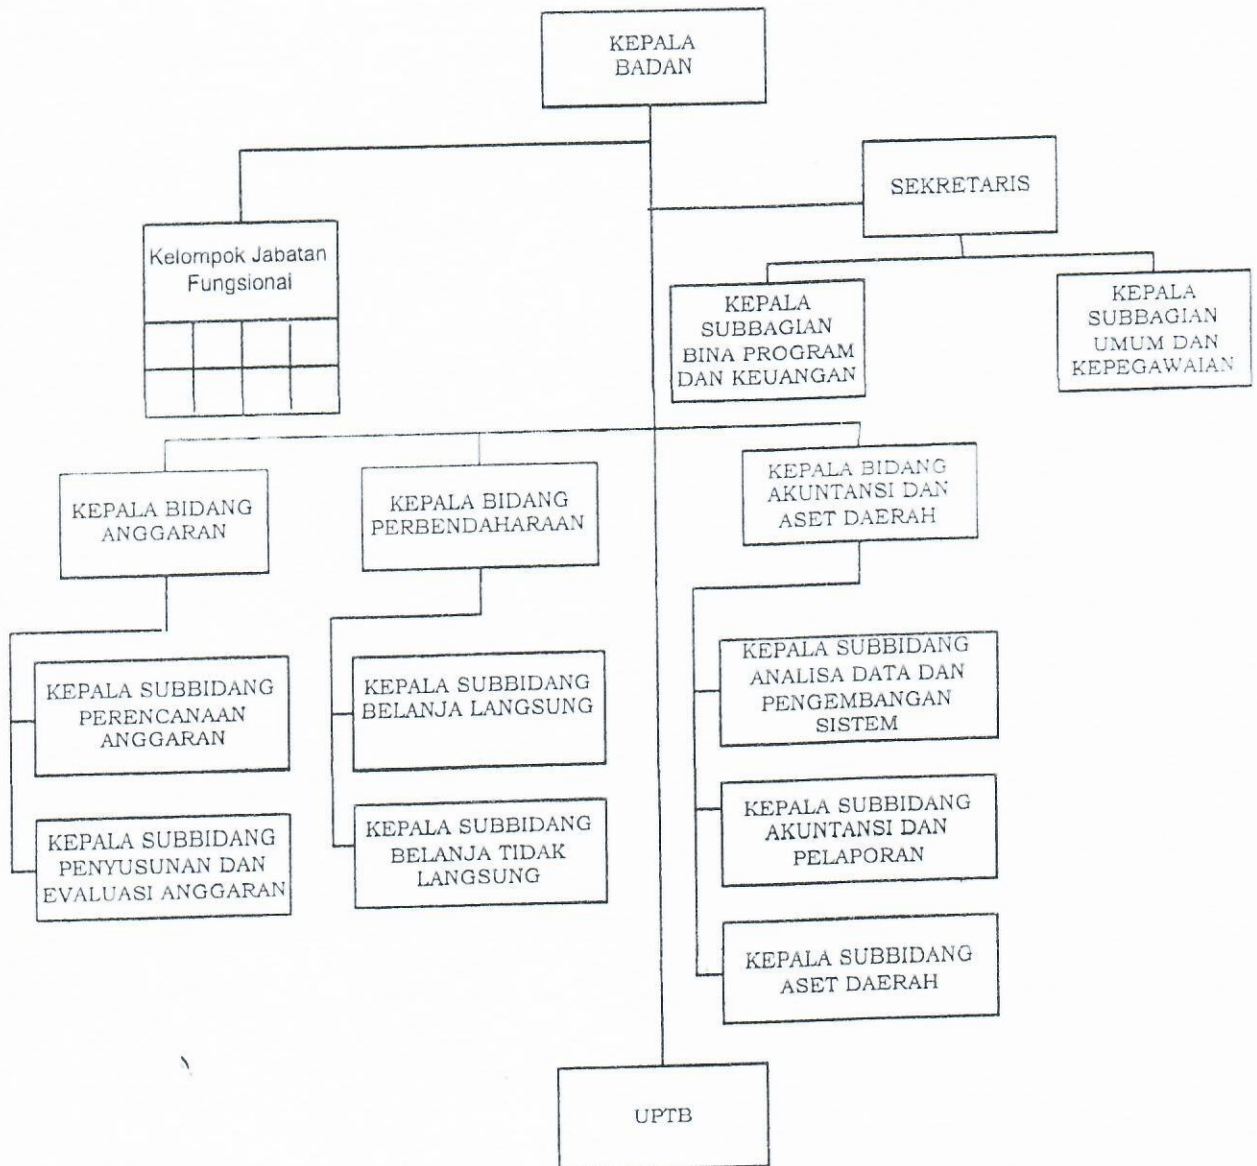 KEPALA
BADAN
SEKRETARIS
Kelompok Jabatan
Fungsional
KEPALA
SUBBAGIAN
BINA PROGRAM
DAN KEUANGAN
KEPALA
SUBBAGIAN
UMUM DAN
KEPEGAWAIAN
KEPALA BIDANG
ANGGARAN
KEPALA BIDANG
PERBENDAHARAAN
KEPALA BIDANG
AKUNTANSI DAN
ASET DAERAH
KEPALA SUBBIDANG
PERENCANAAN
ANGGARAN
KEPALA SUBBIDANG
PENYUSUNAN DAN
EVALUASI ANGGARAN
KEPALA SUBBIDANG
BELANJA LANGSUNG
KEPALA SUBBIDANG
BELANJA TIDAK
LANGSUNG
KEPALA SUBBIDANG
ANALISA DATA DAN
PENGEMBANGAN
SISTEM
KEPALA SUBBIDANG
AKUNTANSI DAN
PELAPORAN
KEPALA SUBBIDANG
ASET DAERAH
UPTB